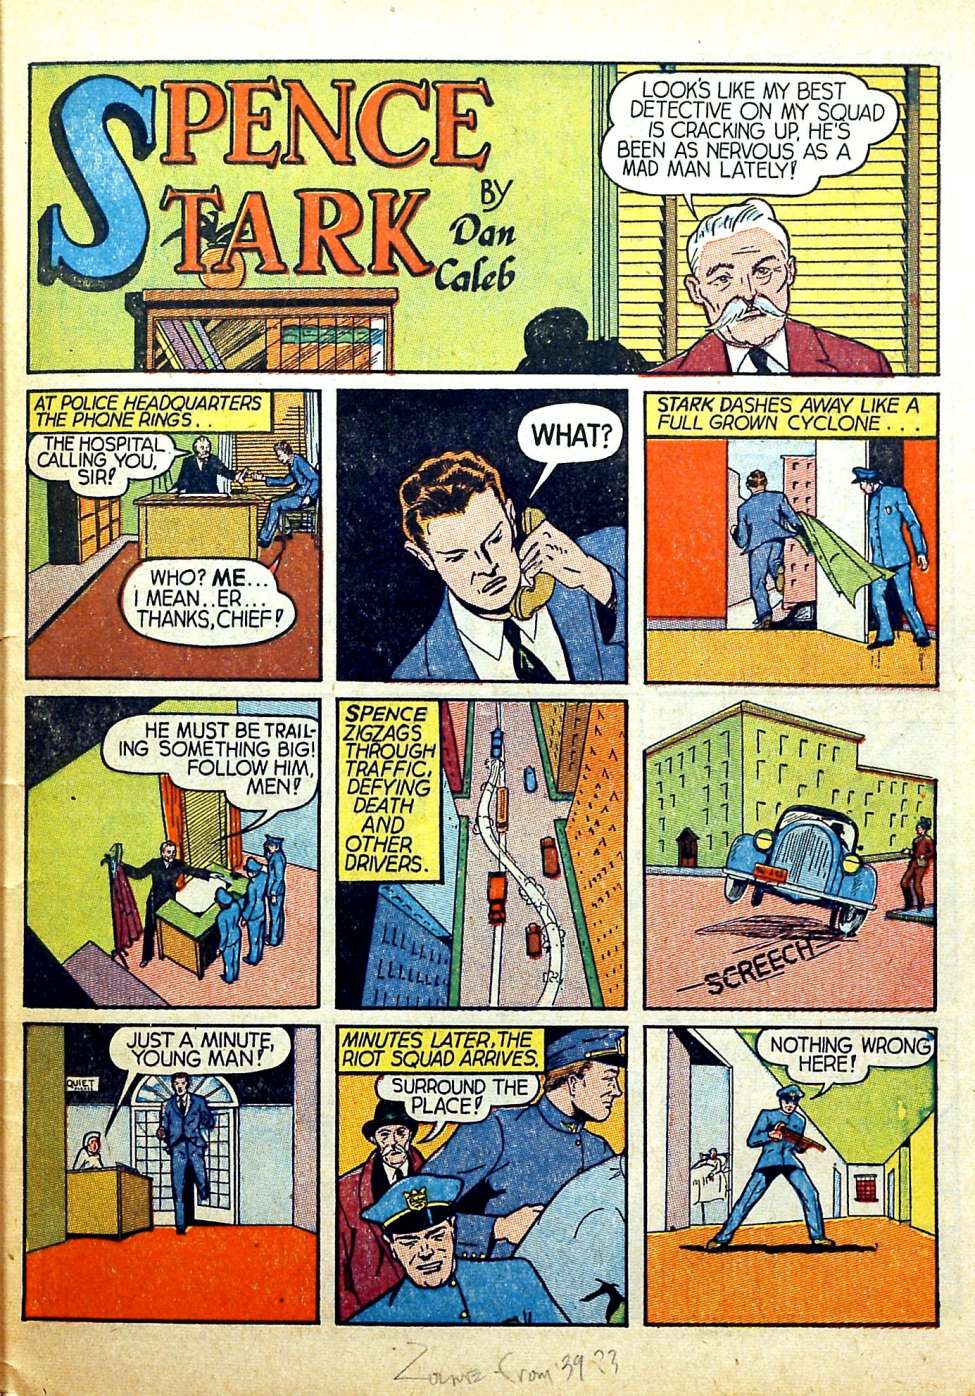 SPENCE
STARK
BY
Dan
Caleb
LOOK'S LIKE MY BEST
DETECTIVE ON MY SQUAD
IS CRACKING UP, HE'S
BEEN AS NERVOUS AS A
MAD MAN LATELY!
AT POLICE HEADQUARTERS
THE PHONE RINGS..
THE HOSPITAL
CALLING YOU,
SIR!
WHO? ME...
I MEAN..ER...
THANKS, CHIEF!
WHAT?
STARK DASHES AWAY LIKE A
FULL GROWN CYCLONE...
HE MUST BE TRAIL-
ING SOMETHING BIG!
FOLLOW HIM,
MEN!
SPENCE
ZIGZAGS
THROUGH
TRAFFIC,
DEFYING
DEATH
AND
OTHER
DRIVERS.
SCREECH
JUST A MINUTE,
YOUNG MAN!
QUIET
MINUTES LATER, THE
RIOT SQUAD ARRIVES.
SURROUND THE
PLACE!
NOTHING WRONG
HERE!
from '39